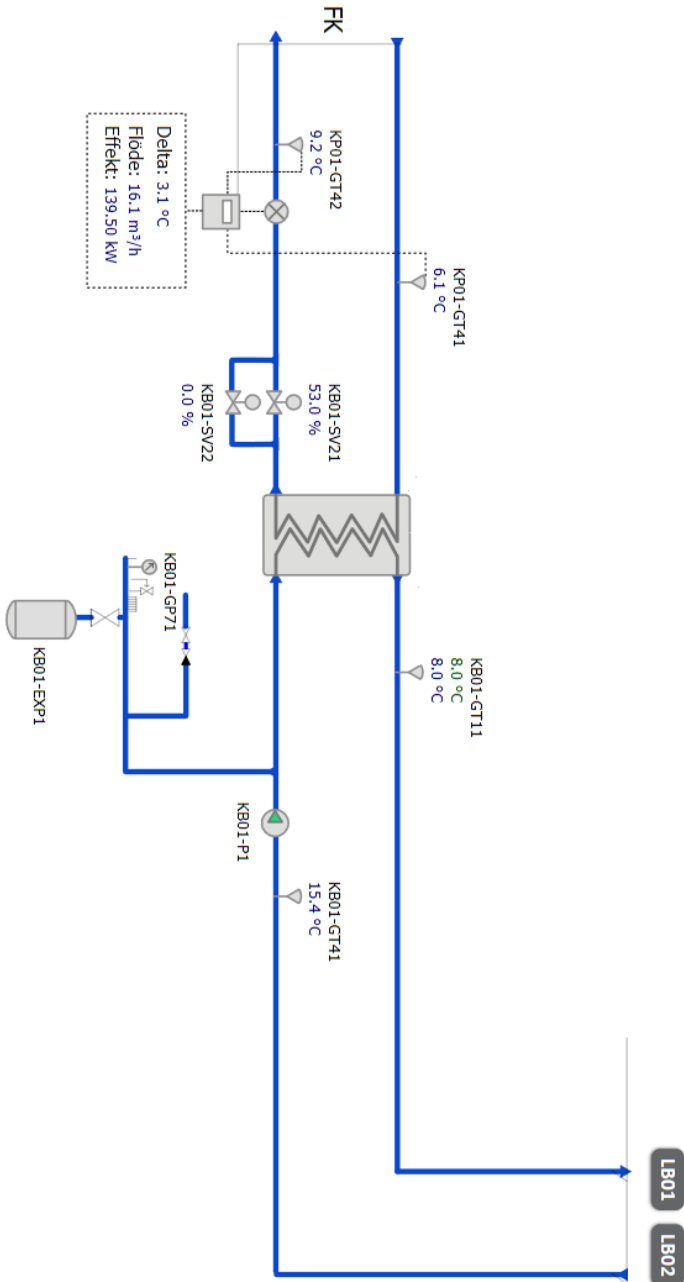 FK
KP01-GT42
9.2 °C
KP01-GT41
6.1 °C
Delta: 3.1 °C
Flöde: 16.1 m³/h
Effekt: 139.50 kW
KB01-SV21
53.0 %
KB01-SV22
0.0 %
KB01-GT11
8.0 °C
8.0 °C
KB01-GP71
KB01-EXP1
KB01-P1
KB01-GT41
15.4 °C
LB01
LB02